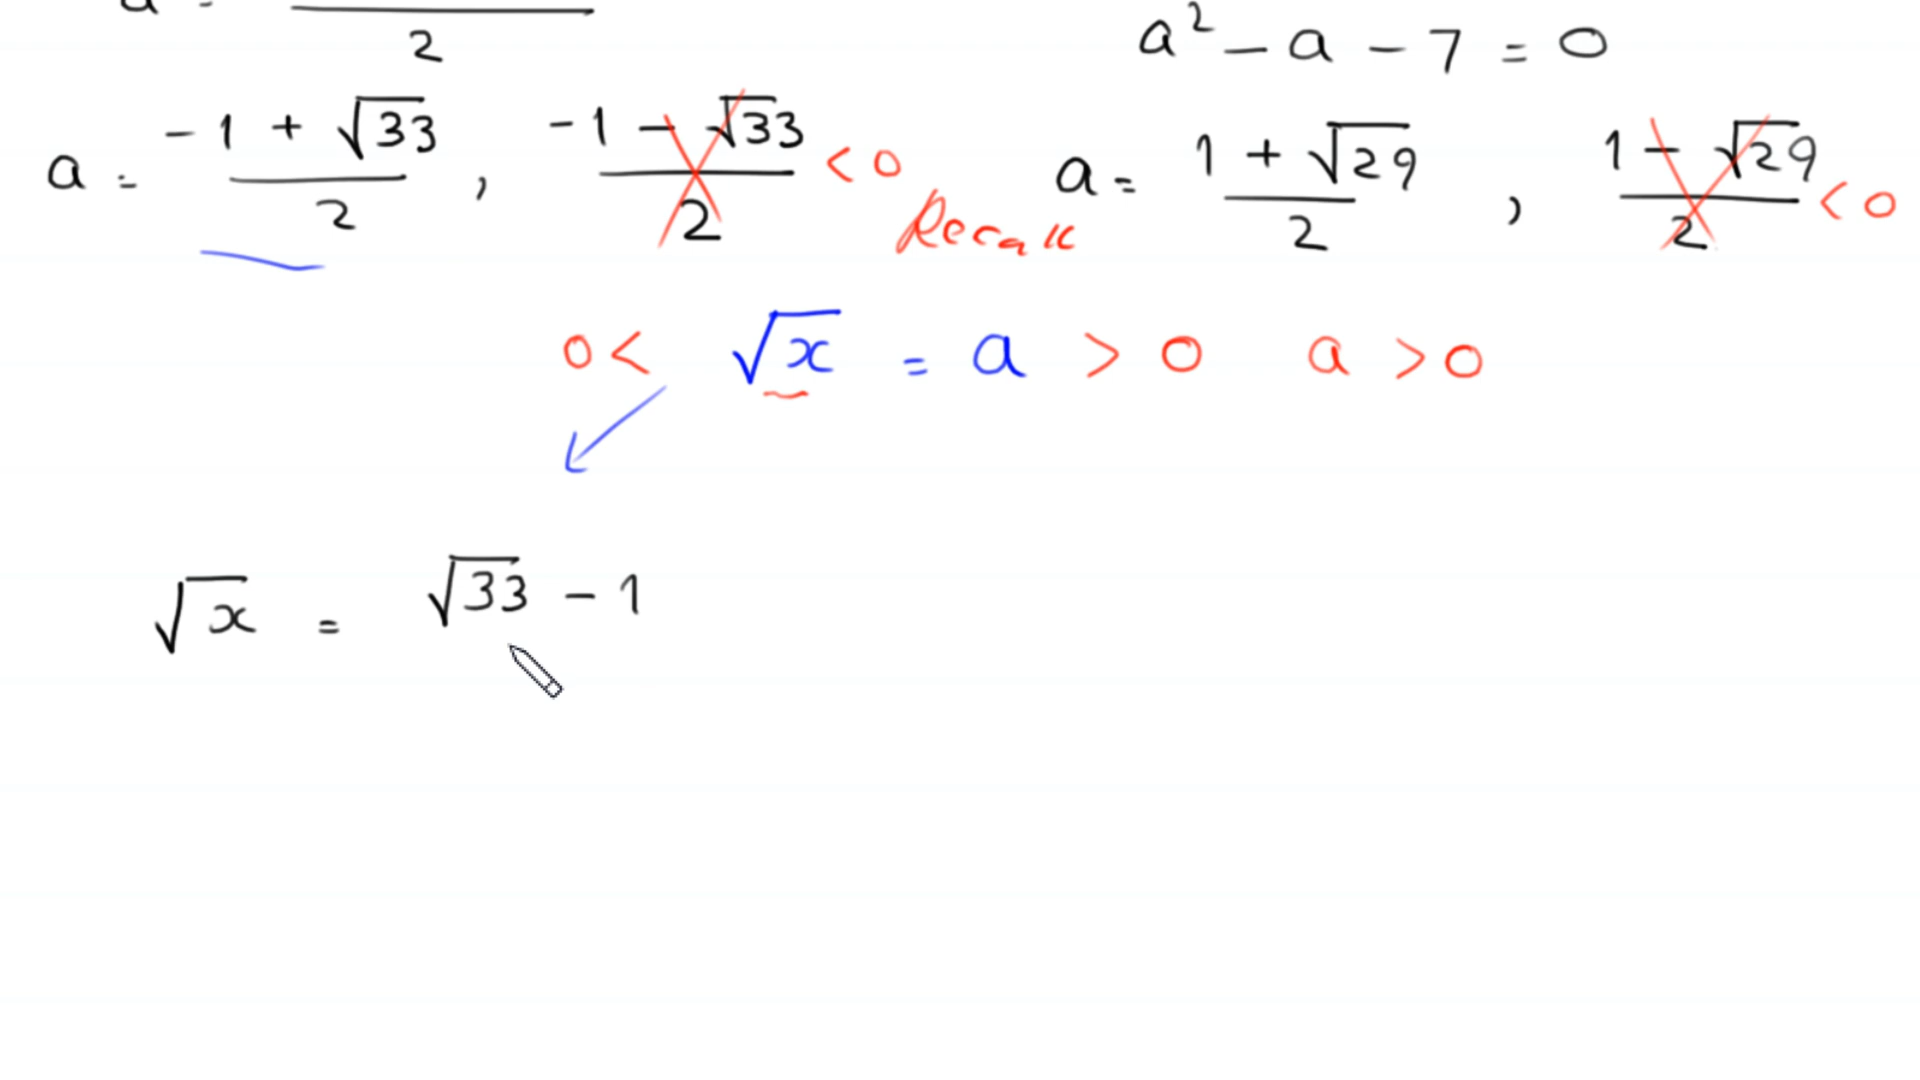 a =
2
a² - a - 7 = 0
a = -1 + √33 / 2 , -1 - √33 / 2 < 0
Recall
a = 1 + √29 / 2 , 1 - √29 / 2 < 0
0 < √x = a > 0 a > 0
√x = √33 - 1